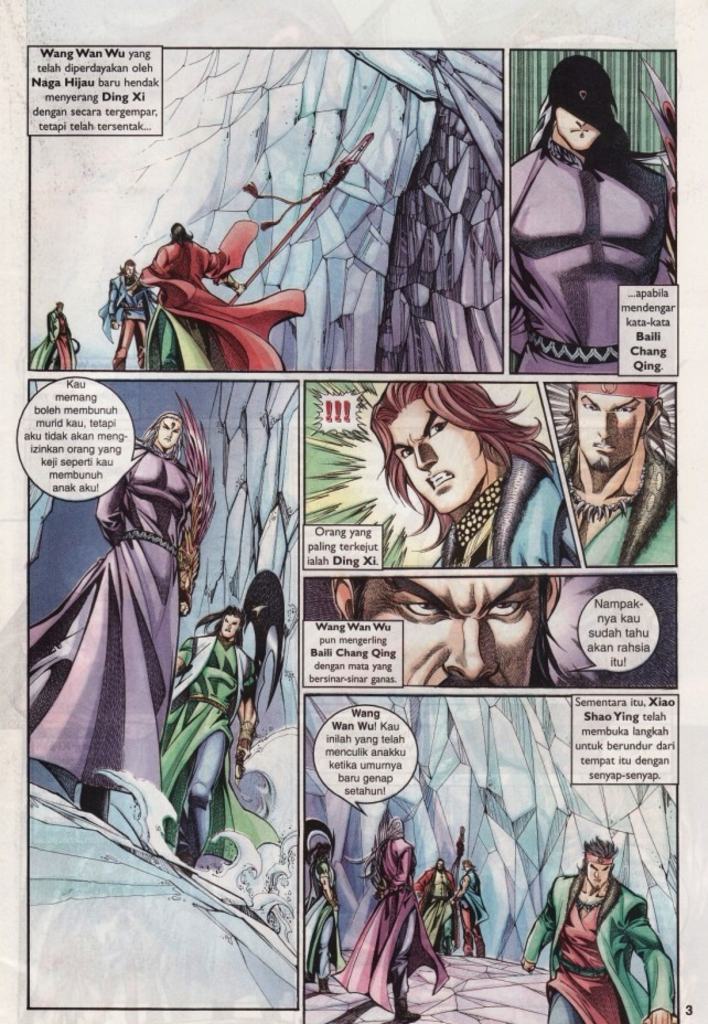 Wang Wan Wu yang
telah diperdayakan oleh
Naga Hijau baru hendak
menyerang Ding Xi
dengan secara tergempar,
tetapi telah tersentak...
...apabila
mendengar
kata-kata
Baili
Chang
Qing.
Kau
memang
boleh membunuh
murid kau, tetapi
aku tidak akan meng-
izinkan orang yang
keji seperti kau
membunuh
anak aku!
!!!
Orang yang
paling terkejut
ialah Ding Xi.
Wang Wan Wu
pun mengerling
Baili Chang Qing
dengan mata yang
bersinar-sinar ganas.
Nampak-
nya kau
sudah tahu
akan rahsia
itu!
Wang
Wan Wu! Kau
inilah yang telah
menculik anakku
ketika umurnya
baru genap
setahun!
Sementara itu, Xiao
Shao Ying telah
membuka langkah
untuk berundur dari
tempat itu dengan
senyap-senyap.
3